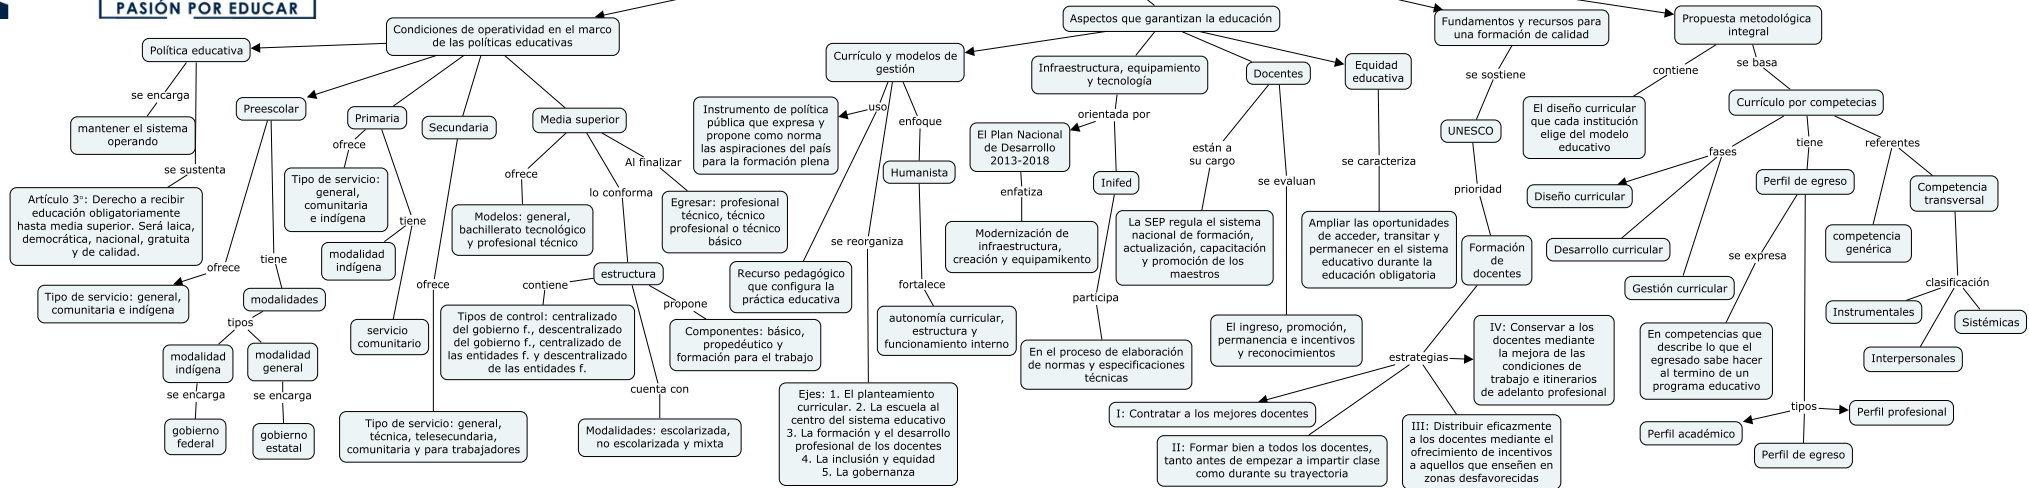 PASIÓN POR EDUCAR
Condiciones de operatividad en el marco
de las políticas educativas
Política educativa
se encarga
mantener el sistema
operando
se sustenta
Artículo 3°: Derecho a recibir
educación obligatoriamente
hasta media superior. Será laica,
democrática, nacional, gratuita
y de calidad.
Preescolar
ofrece
Tipo de servicio: general,
comunitaria e indígena
tiene
modalidades
tipos
modalidad
indígena
se encarga
gobierno
federal
modalidad
general
se encarga
gobierno
estatal
Primaria
ofrece
Tipo de servicio:
general,
comunitaria
e indígena
tiene
modalidad
indígena
servicio
comunitario
Secundaria
ofrece
Tipo de servicio: general,
técnica, telesecundaria,
comunitaria y para trabajadores
Media superior
ofrece
Modelos: general,
bachillerato tecnológico
y profesional técnico
lo conforma
estructura
contiene
Tipos de control: centralizado
del gobierno f., descentralizado
del gobierno f., centralizado de
las entidades f. y descentralizado
de las entidades f.
propone
Componentes: básico,
propedéutico y
formación para el trabajo
cuenta con
Modalidades: escolarizada,
no escolarizada y mixta
Al finalizar
Egresar: profesional
técnico, técnico
profesional o técnico
básico
Aspectos que garantizan la educación
Currículo y modelos de
gestión
uso
Instrumento de política
pública que expresa y
propone como norma
las aspiraciones del país
para la formación plena
Recurso pedagógico
que configura la
práctica educativa
se reorganiza
Ejes: 1. El planteamiento
curricular. 2. La escuela al
centro del sistema educativo
3. La formación y el desarrollo
profesional de los docentes
4. La inclusión y equidad
5. La gobernanza
enfoque
Humanista
fortalece
autonomía curricular,
estructura y
funcionamiento interno
Infraestructura, equipamiento
y tecnología
orientada por
El Plan Nacional
de Desarrollo
2013-2018
enfatiza
Modernización de
infraestructura,
creación y equipamikento
Inifed
participa
En el proceso de elaboración
de normas y especificaciones
técnicas
Docentes
están a
su cargo
La SEP regula el sistema
nacional de formación,
actualización, capacitación
y promoción de los
maestros
se evaluan
El ingreso, promoción,
permanencia e incentivos
y reconocimientos
Equidad
educativa
se caracteriza
Ampliar las oportunidades
de acceder, transitar y
permanecer en el sistema
educativo durante la
educación obligatoria
Fundamentos y recursos para
una formación de calidad
se sostiene
UNESCO
prioridad
Formación
de
docentes
estrategias
I: Contratar a los mejores docentes
II: Formar bien a todos los docentes,
tanto antes de empezar a impartir clase
como durante su trayectoria
III: Distribuir eficazmente
a los docentes mediante el
ofrecimiento de incentivos
a aquellos que enseñen en
zonas desfavorecidas
IV: Conservar a los
docentes mediante
la mejora de las
condiciones de
trabajo e itinerarios
de adelanto profesional
Propuesta metodológica
integral
contiene
El diseño curricular
que cada institución
elige del modelo
educativo
se basa
Currículo por competecias
fases
Diseño curricular
Desarrollo curricular
Gestión curricular
tiene
Perfil de egreso
se expresa
En competencias que
describe lo que el
egresado sabe hacer
al termino de un
programa educativo
tipos
Perfil académico
Perfil de egreso
Perfil profesional
referentes
competencia
genérica
Competencia
transversal
clasificación
Instrumentales
Interpersonales
Sistémicas